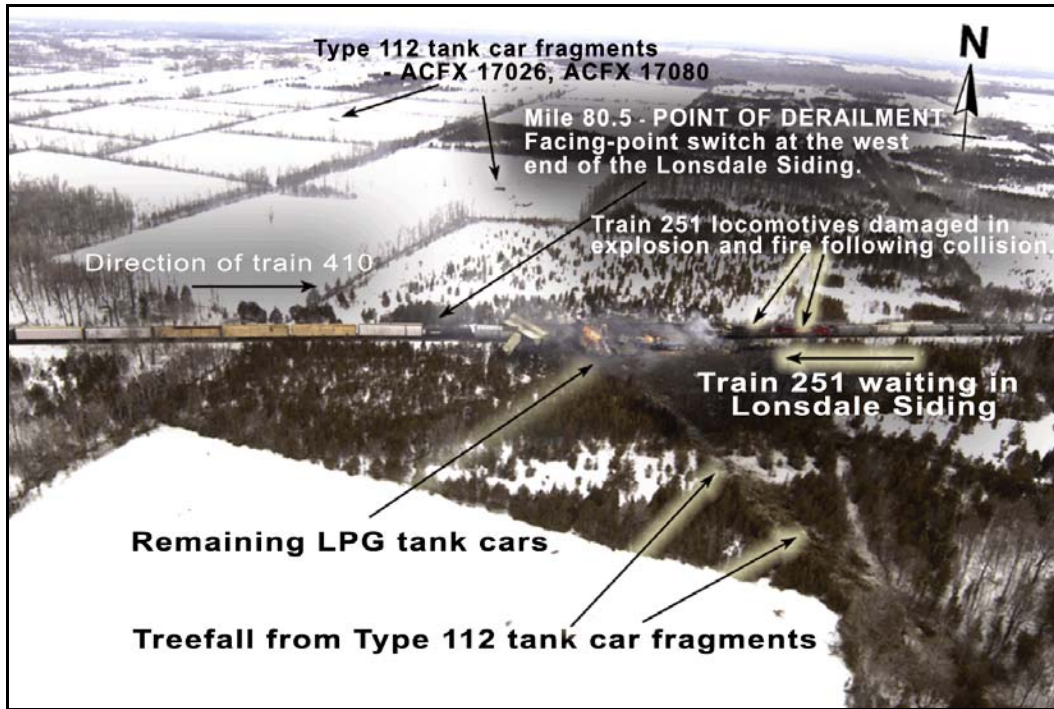 Type 112 tank car fragments
- ACFX 17026, ACFX 17080
N
Mile 80.5 - POINT OF DERAILMENT
Facing-point switch at the west
end of the Lonsdale Siding.
Train 251 locomotives damaged in
explosion and fire following collision.
Direction of train 410
Train 251 waiting in
Lonsdale Siding
Remaining LPG tank cars
Treefall from Type 112 tank car fragments